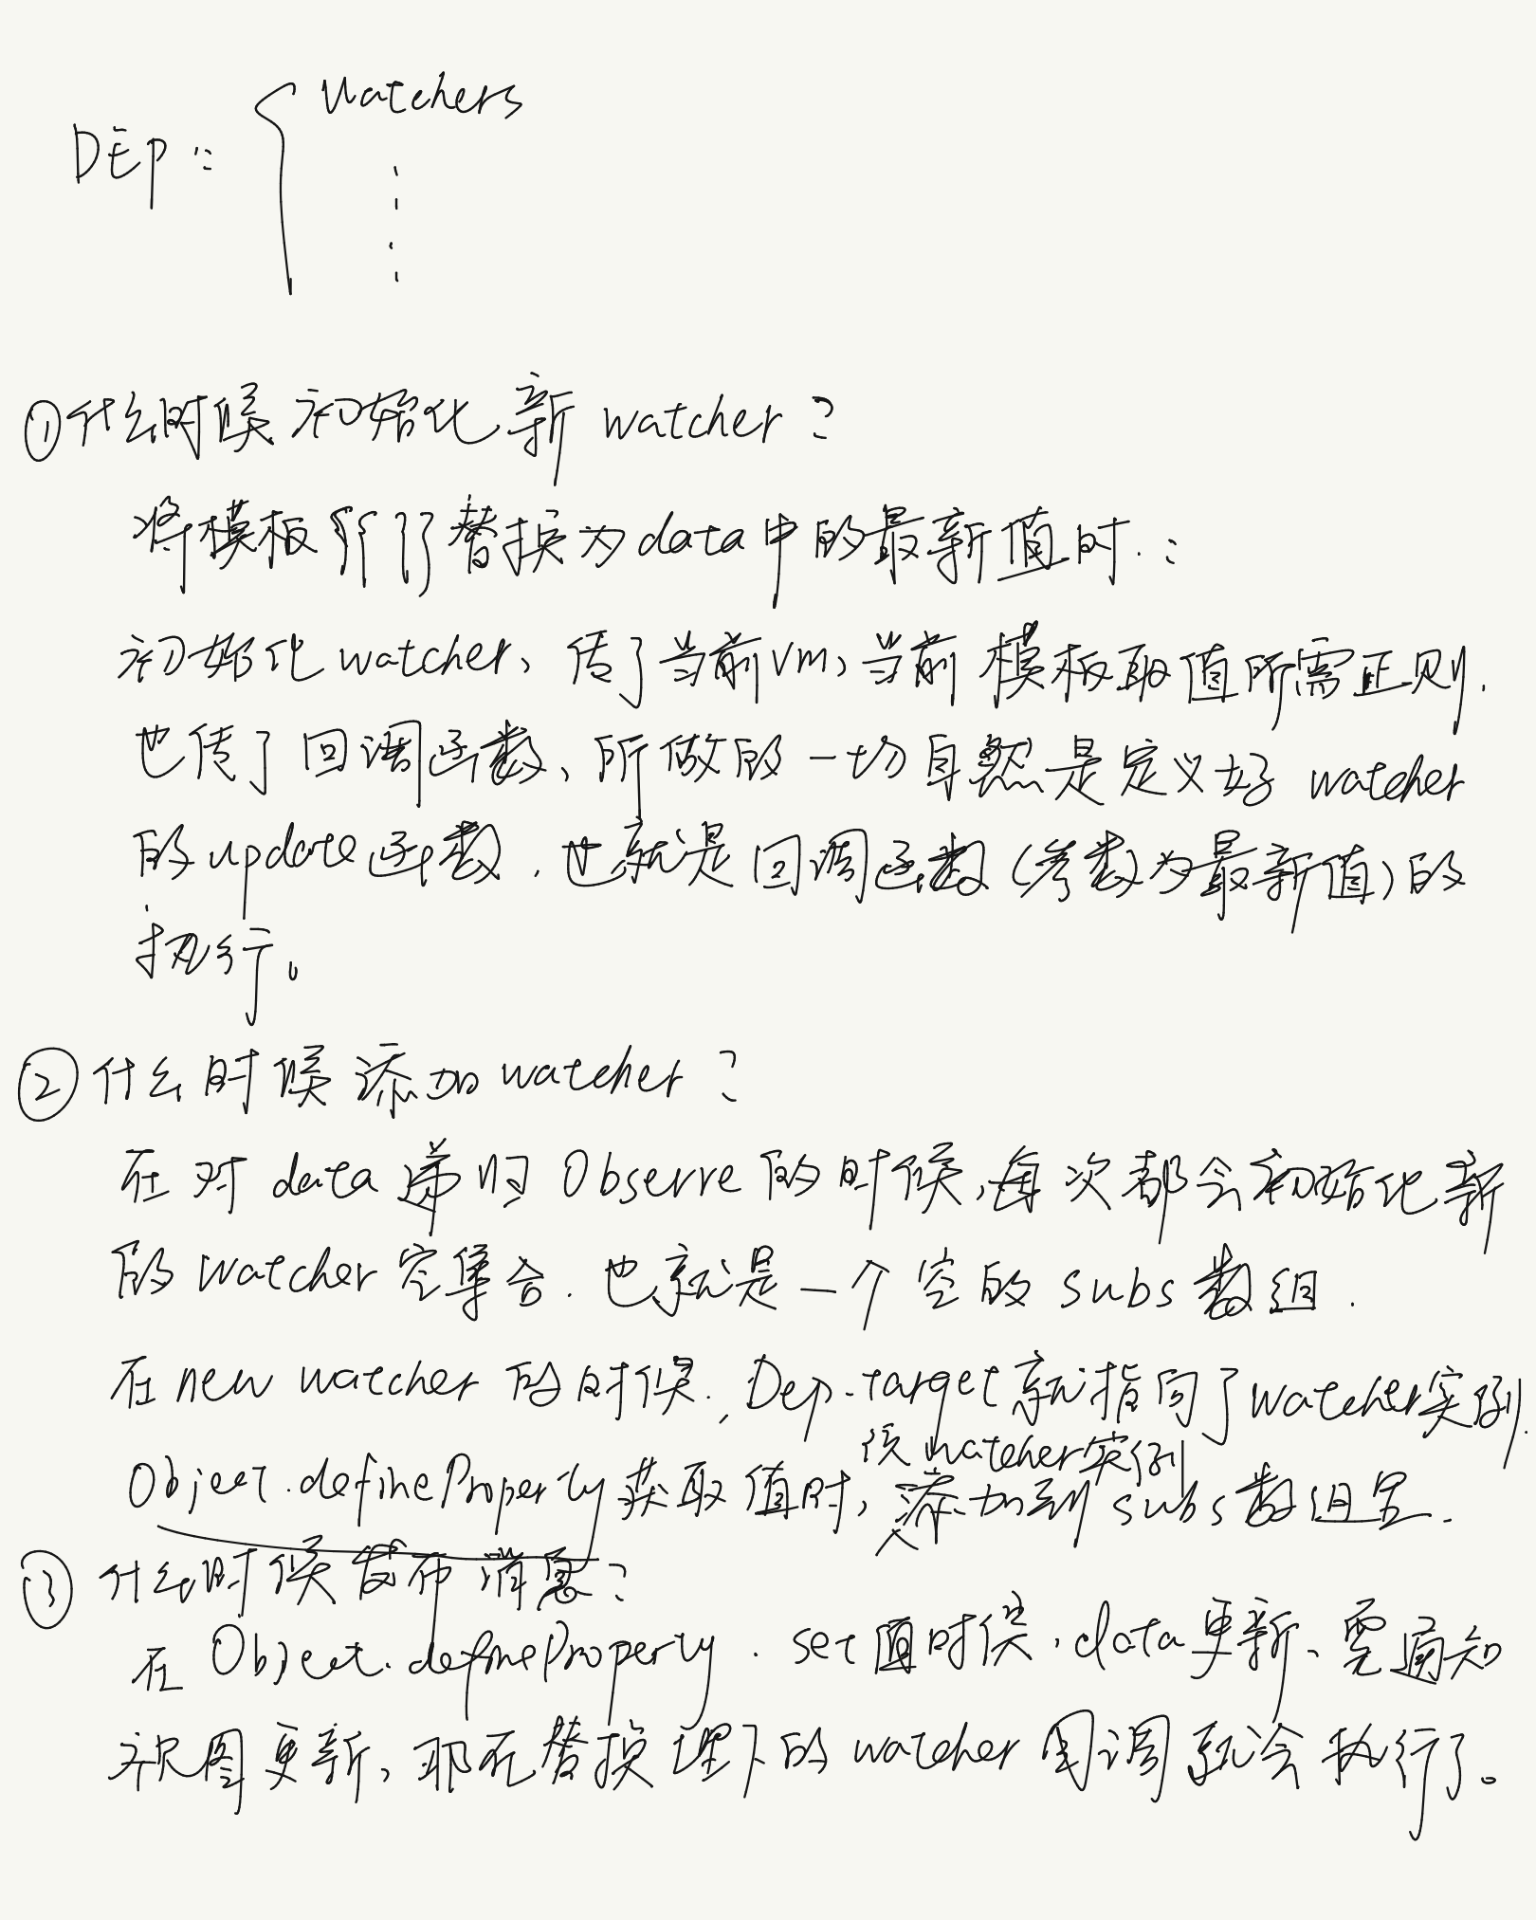 Watchers
DEP:
①什么时候初始化新 watcher?
将模板{{}}替换为data中的最新值时.:
初始化watcher、传了当前vm、当前模板取值所需正则.
也传了回调函数、所做的一切自然是定义好 watcher
的update函数.也就是回调函数(参数为最新值)的
执行。
②什么时候添加watcher?
在对data递归Observe的时候,每次都会初始化新
的watcher空集合.也就是一个空的subs数组.
在new watcher的时候.,Dep.target就指向了watcher实例.
该watcher实例
Object.defineProperty获取值时,添加到subs数组里.
③什么时候发布消息?
在Object.defineProperty.set值时候,data更新、要通知
视图更新、那在替换埋下的watcher回调就会执行了。